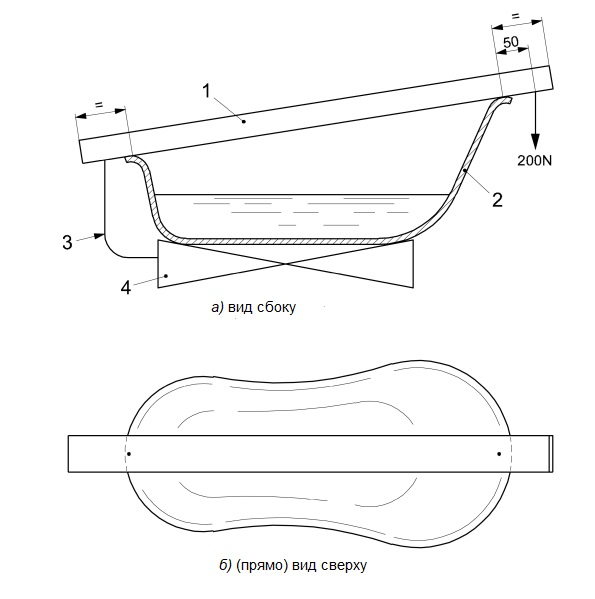 =
50
1
=
200N
2
3
4
а) вид сбоку
б) (прямо) вид сверху